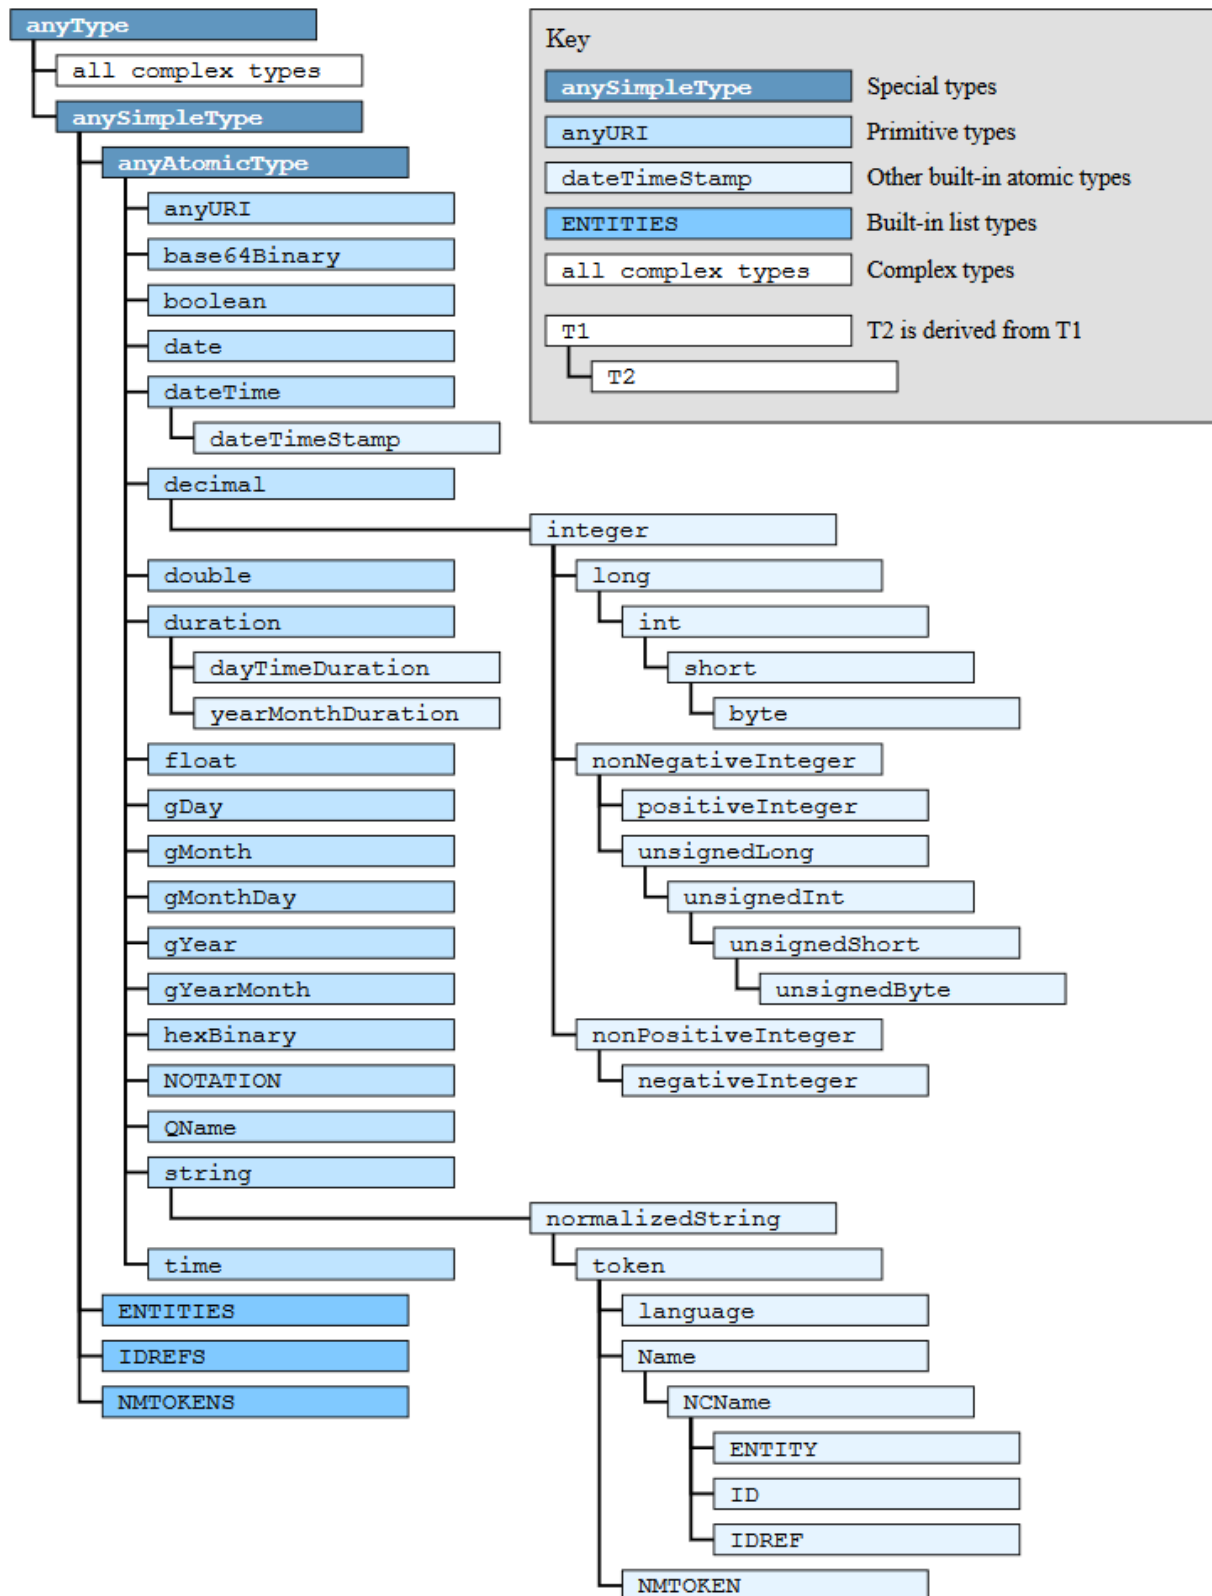 anyType
all complex types
anySimpleType
anyAtomicType
anyURI
base64Binary
boolean
date
dateTime
dateTimeStamp
decimal
integer
long
int
short
byte
nonNegativeInteger
positiveInteger
unsignedLong
unsignedInt
unsignedShort
unsignedByte
nonPositiveInteger
negativeInteger
double
duration
dayTimeDuration
yearMonthDuration
float
gDay
gMonth
gMonthDay
gYear
gYearMonth
hexBinary
NOTATION
QName
string
normalizedString
token
language
Name
NCName
ENTITY
ID
IDREF
NMTOKEN
time
ENTITIES
IDREFS
NMTOKENS
Key
anySimpleType Special types
anyURI Primitive types
dateTimeStamp Other built-in atomic types
ENTITIES Built-in list types
all complex types Complex types
T1 T2 is derived from T1
T2